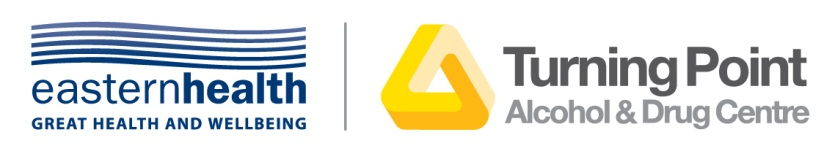 easternhealth
GREAT HEALTH AND WELLBEING
Turning Point
Alcohol & Drug Centre